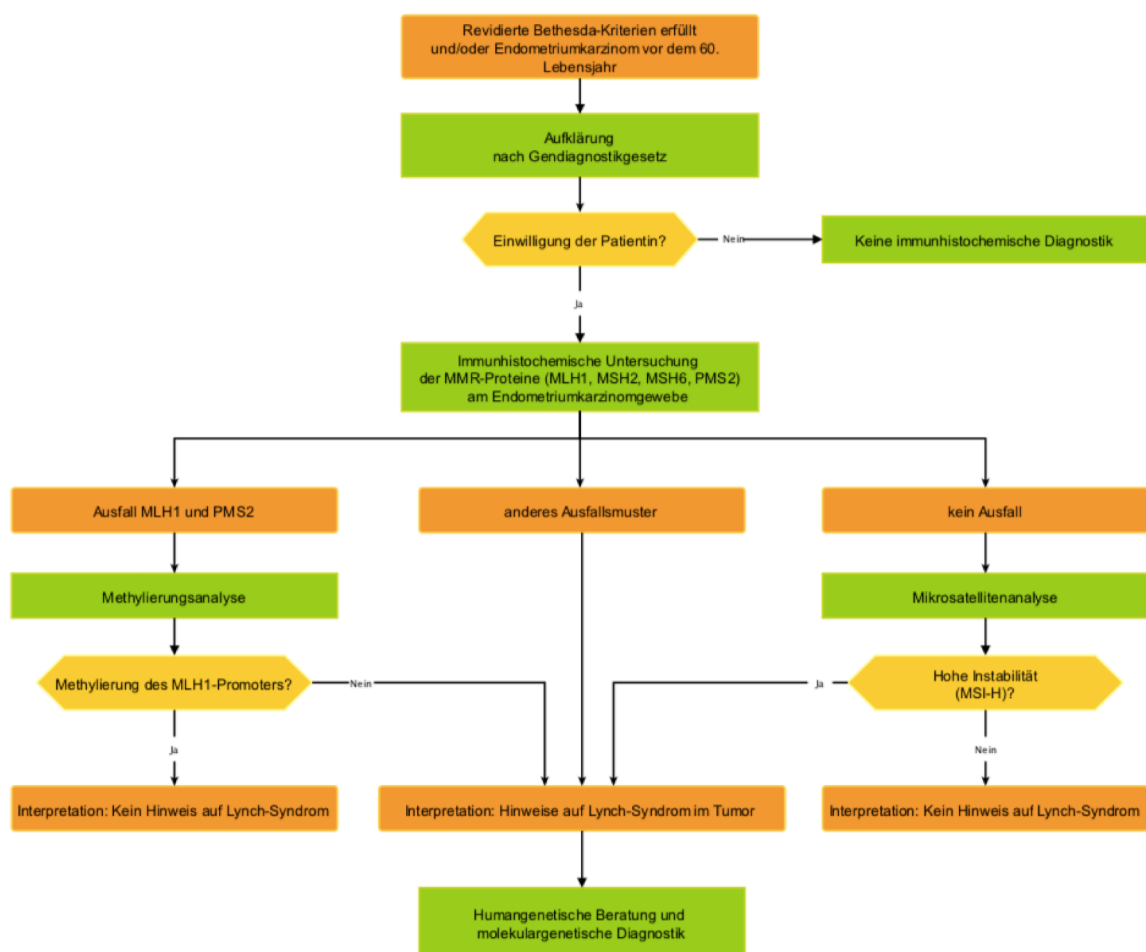 Revidierte Bethesda-Kriterien erfüllt
und/oder Endometriumkarzinom vor dem 60.
Lebensjahr
Aufklärung
nach Gendiagnostikgesetz
Einwilligung der Patientin?
Nein
Keine immunhistochemische Diagnostik
Ja
Immunhistochemische Untersuchung
der MMR-Proteine (MLH1, MSH2, MSH6, PMS2)
am Endometriumkarzinomgewebe
Ausfall MLH1 und PMS2
anderes Ausfallsmuster
kein Ausfall
Methylierungsanalyse
Mikrosatellitenanalyse
Methylierung des MLH1-Promoters?
Nein
Ja
Hohe Instabilität
(MSI-H)?
Ja
Nein
Interpretation: Kein Hinweis auf Lynch-Syndrom
Interpretation: Hinweise auf Lynch-Syndrom im Tumor
Interpretation: Kein Hinweis auf Lynch-Syndrom
Humangenetische Beratung und
molekulargenetische Diagnostik